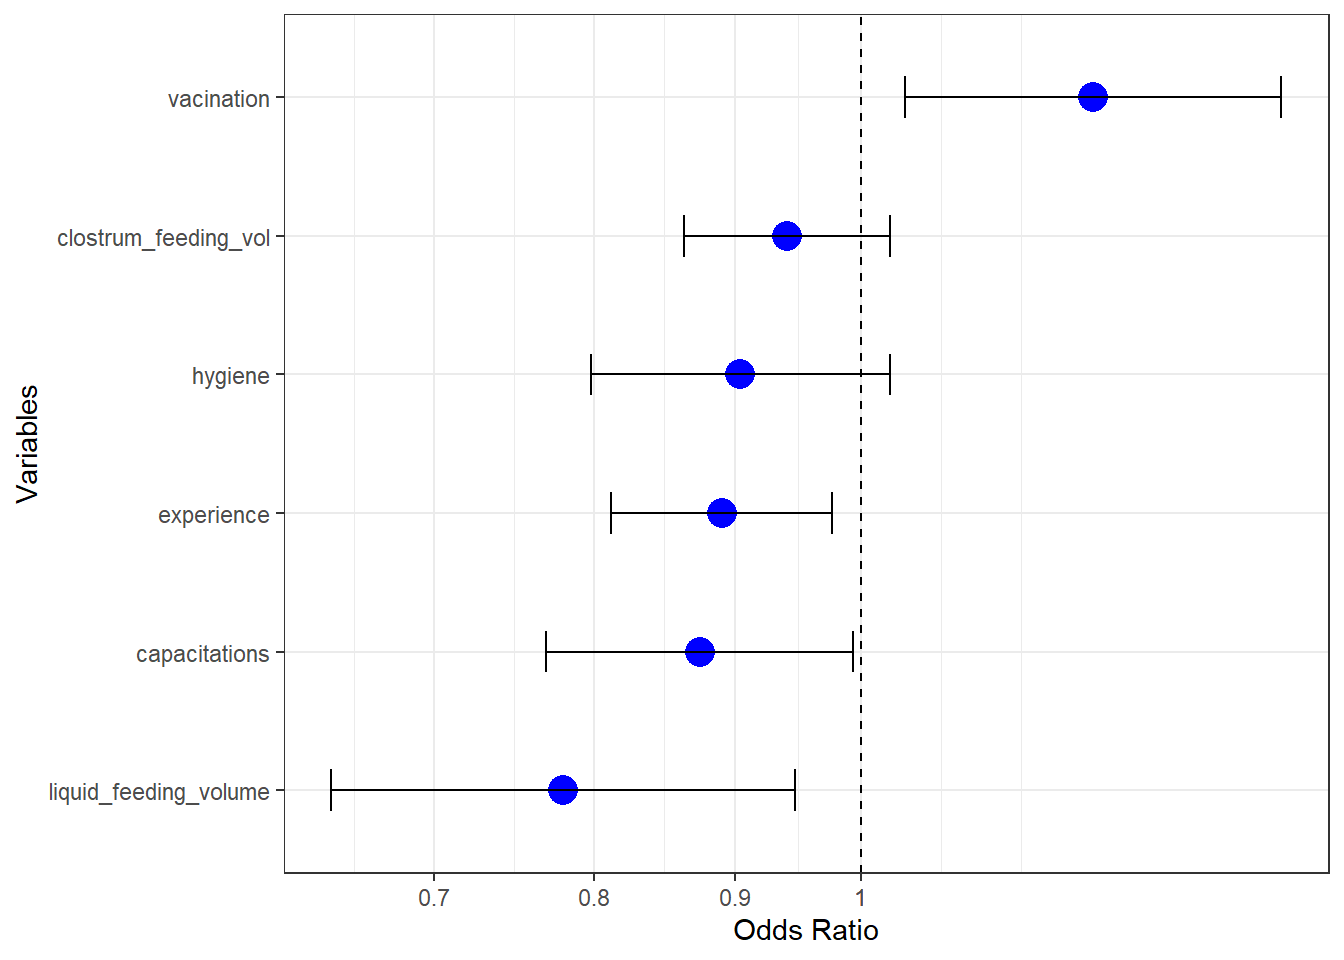 vacination
clostrum_feeding_vol
hygiene
experience
capacitations
liquid_feeding_volume
Variables
0.7 0.8 0.9 1
Odds Ratio